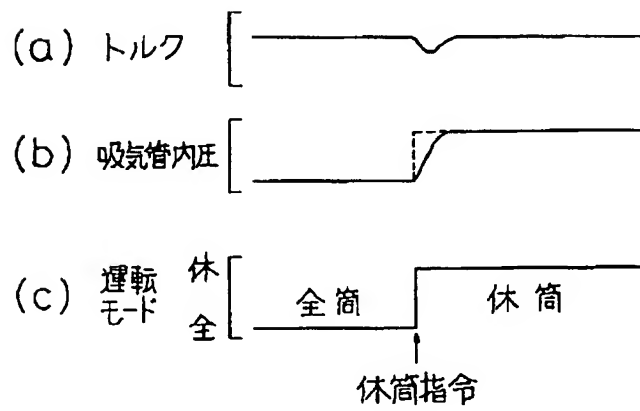 (a) トルク
(b) 吸気管内圧
(c) 運転モード
休
全
全筒
休筒
休筒指令